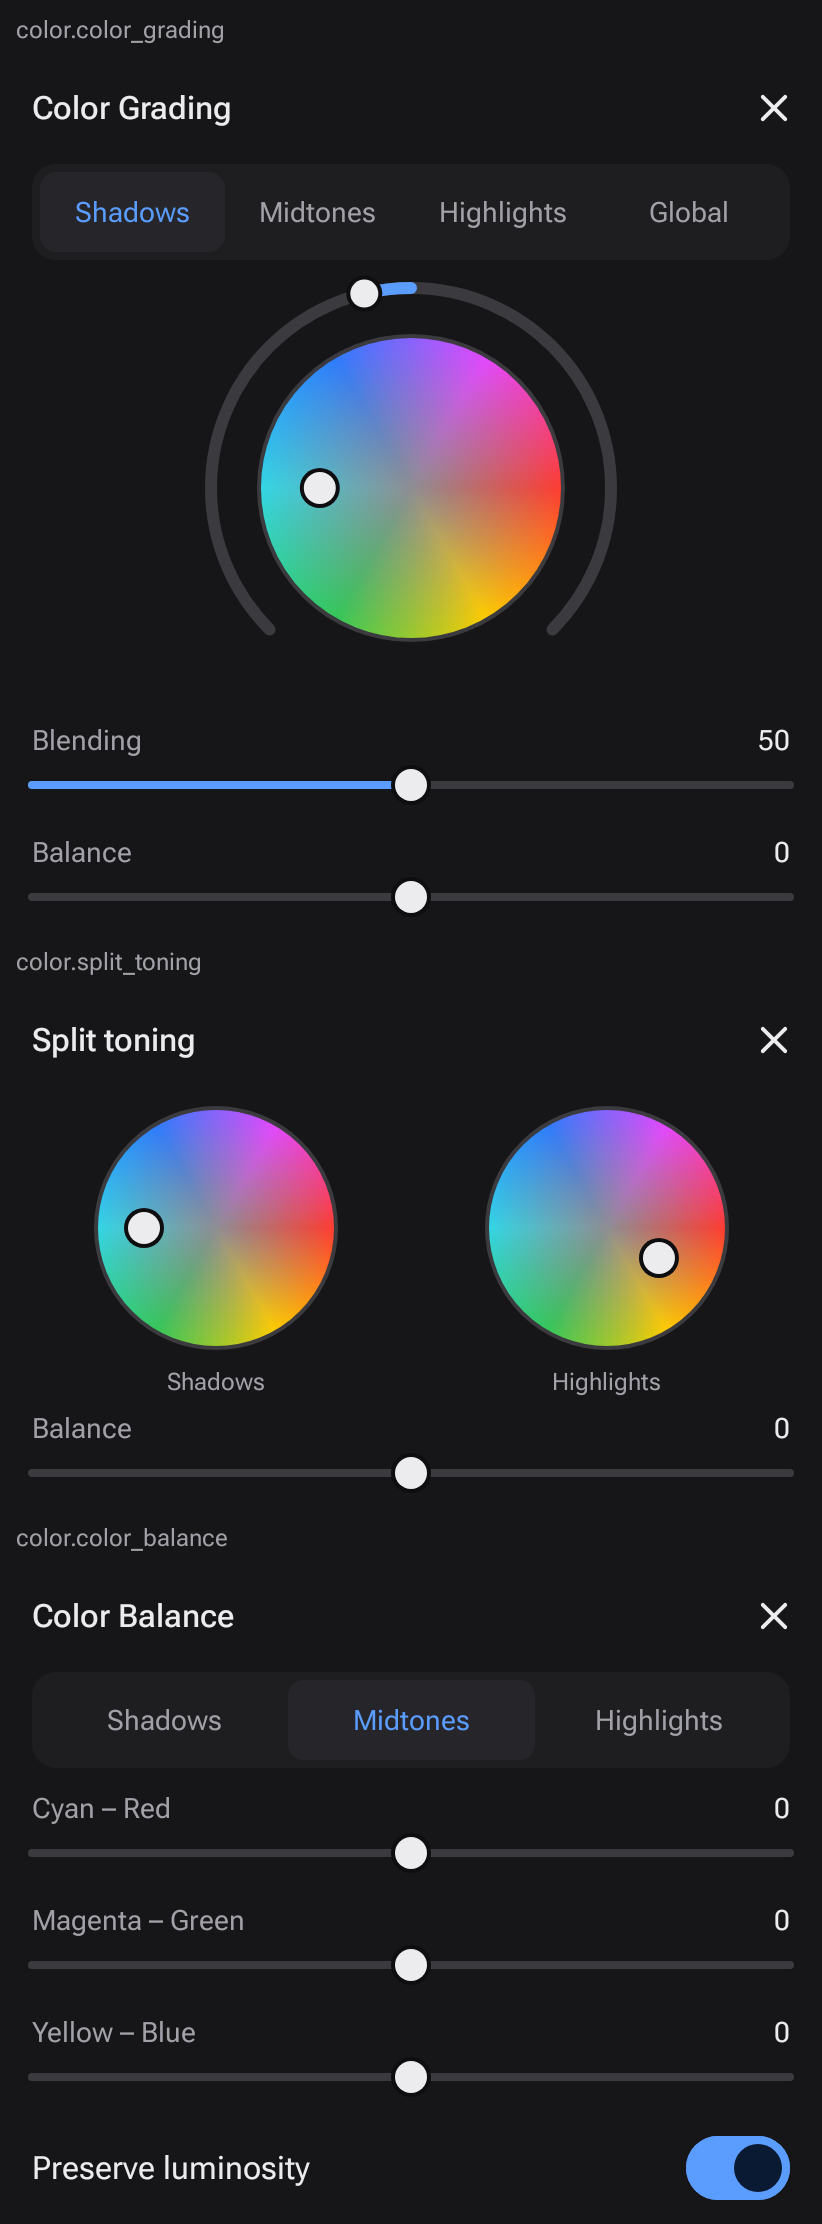 color.color_grading
Color Grading
Shadows Midtones Highlights Global
Blending 50
Balance 0
color.split_toning
Split toning
Shadows Highlights
Balance 0
color.color_balance
Color Balance
Shadows Midtones Highlights
Cyan – Red 0
Magenta – Green 0
Yellow – Blue 0
Preserve luminosity